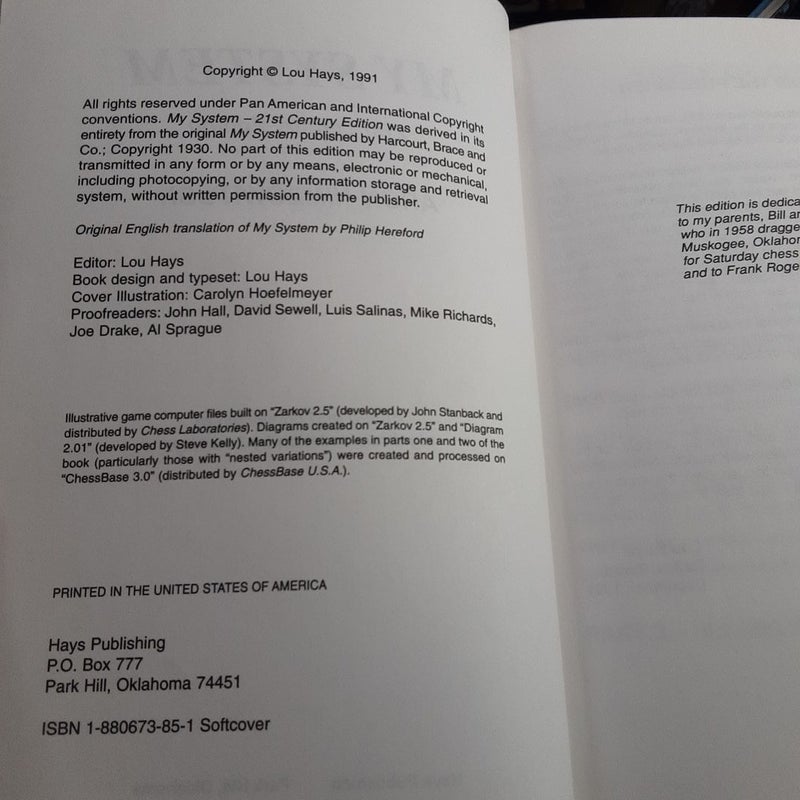 Copyright © Lou Hays, 1991
All rights reserved under Pan American and International Copyright
conventions. My System – 21st Century Edition was derived in its
entirety from the original My System published by Harcourt, Brace and
Co.; Copyright 1930. No part of this edition may be reproduced or
transmitted in any form or by any means, electronic or mechanical,
including photocopying, or by any information storage and retrieval
system, without written permission from the publisher.
Original English translation of My System by Philip Hereford
Editor: Lou Hays
Book design and typeset: Lou Hays
Cover Illustration: Carolyn Hoefelmeyer
Proofreaders: John Hall, David Sewell, Luis Salinas, Mike Richards,
Joe Drake, Al Sprague
Illustrative game computer files built on "Zarkov 2.5" (developed by John Stanback and
distributed by Chess Laboratories). Diagrams created on "Zarkov 2.5" and "Diagram
2.01" (developed by Steve Kelly). Many of the examples in parts one and two of the
book (particularly those with "nested variations") were created and processed on
"ChessBase 3.0" (distributed by ChessBase U.S.A.).
PRINTED IN THE UNITED STATES OF AMERICA
Hays Publishing
P.O. Box 777
Park Hill, Oklahoma 74451
ISBN 1-880673-85-1 Softcover
This edition is dedica
to my parents, Bill an
who in 1958 dragge
Muskogee, Oklahom
for Saturday chess
and to Frank Roge